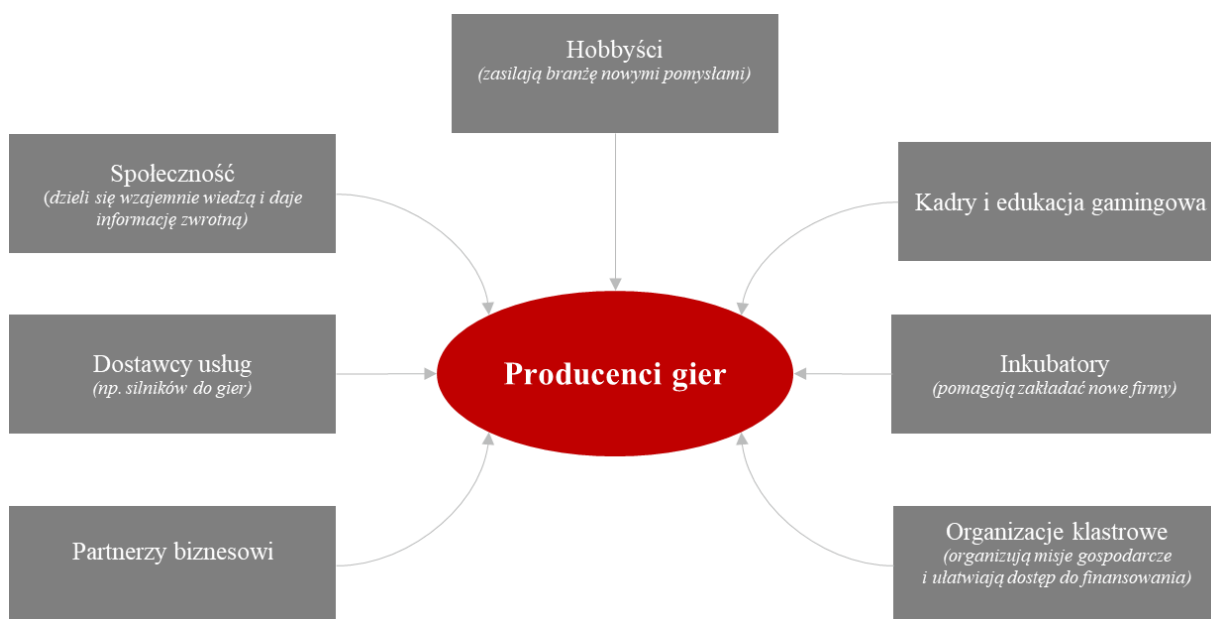 Hobbyści
(zasilają branżę nowymi pomysłami)
Społeczność
(dzieli się wzajemnie wiedzą i daje
informację zwrotną)
Kadry i edukacja gamingowa
Dostawcy usług
(np. silników do gier)
Producenci gier
Inkubatory
(pomagają zakładać nowe firmy)
Partnerzy biznesowi
Organizacje klastrowe
(organizują misje gospodarcze
i ułatwiają dostęp do finansowania)